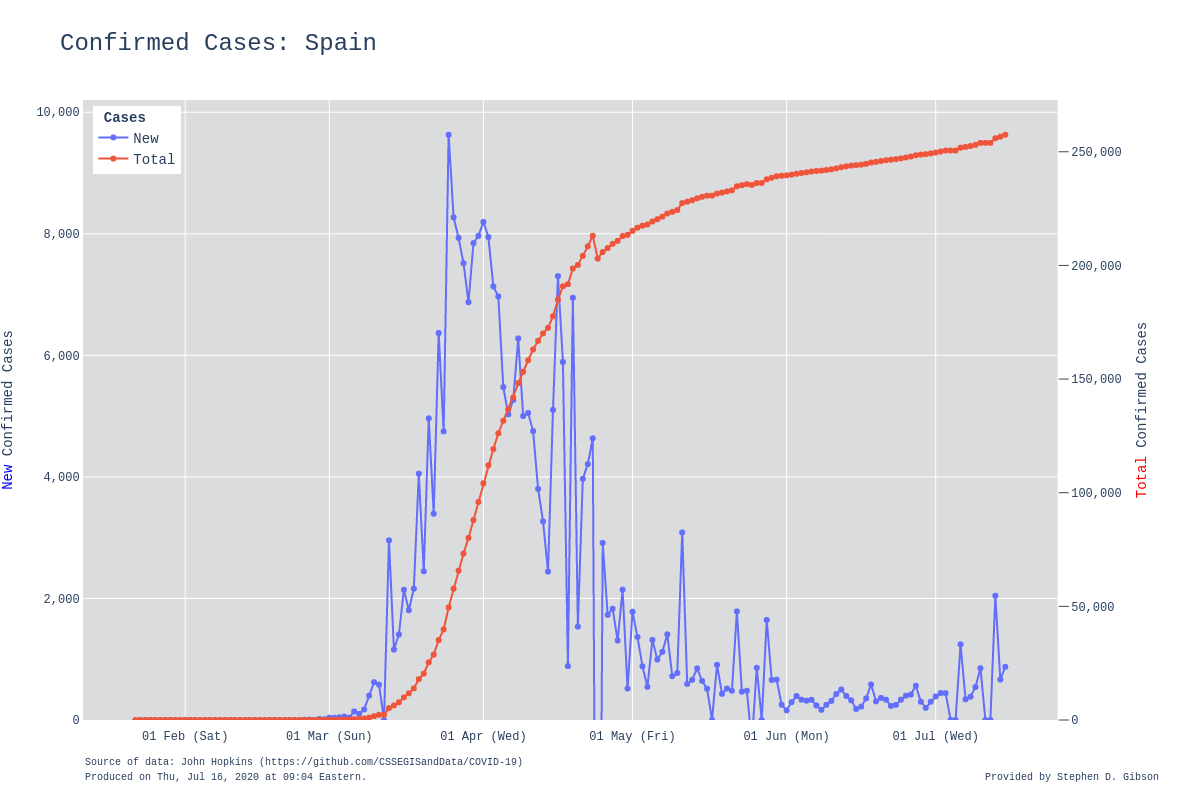 Confirmed Cases: Spain
Cases
New
Total
10,000
8,000
6,000
4,000
2,000
0
New Confirmed Cases
250,000
200,000
150,000
100,000
50,000
0
Total Confirmed Cases
01 Feb (Sat)
01 Mar (Sun)
01 Apr (Wed)
01 May (Fri)
01 Jun (Mon)
01 Jul (Wed)
Source of data: John Hopkins (https://github.com/CSSEGISandData/COVID-19)
Produced on Thu, Jul 16, 2020 at 09:04 Eastern.
Provided by Stephen D. Gibson